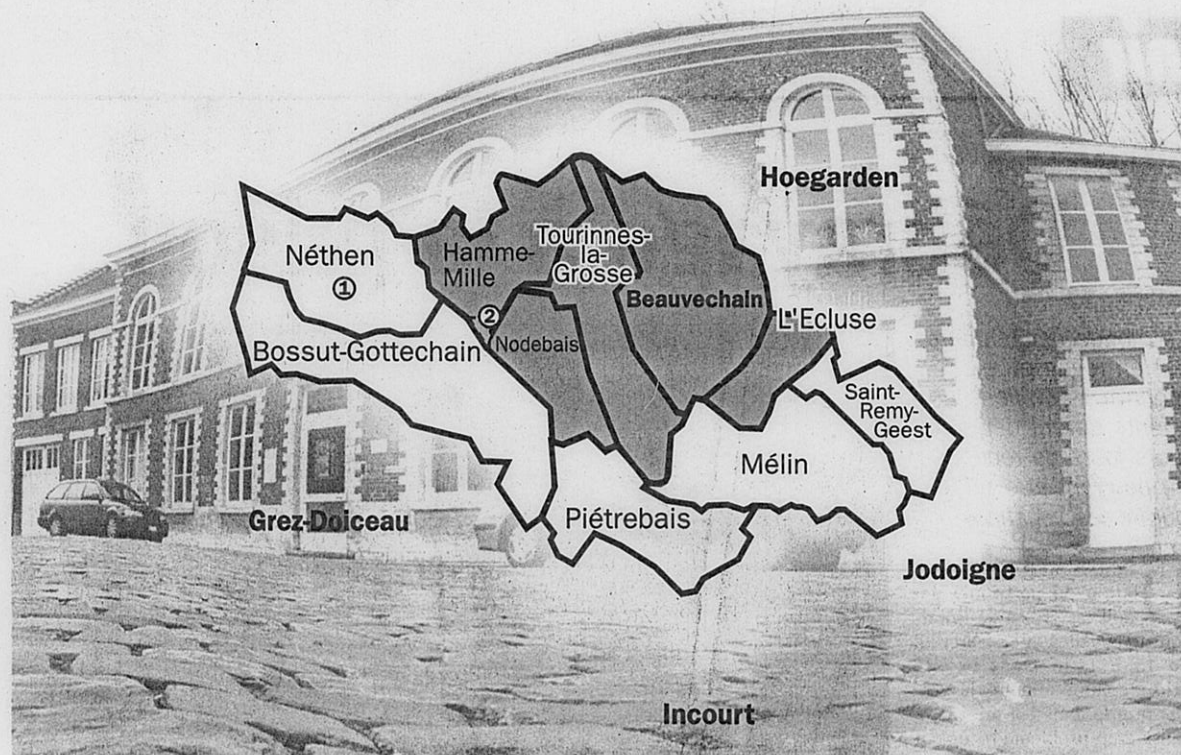 Hoegarden
Néthen
①
Hamme-
Mille
Tourinnes-
la-
Grosse
Beauvechain
②
L'Ecluse
Bossut-Gottechain
Nodebais
Saint-
Remy-
Geest
Mélin
Grez-Doiceau
Piétrebais
Jodoigne
Incourt